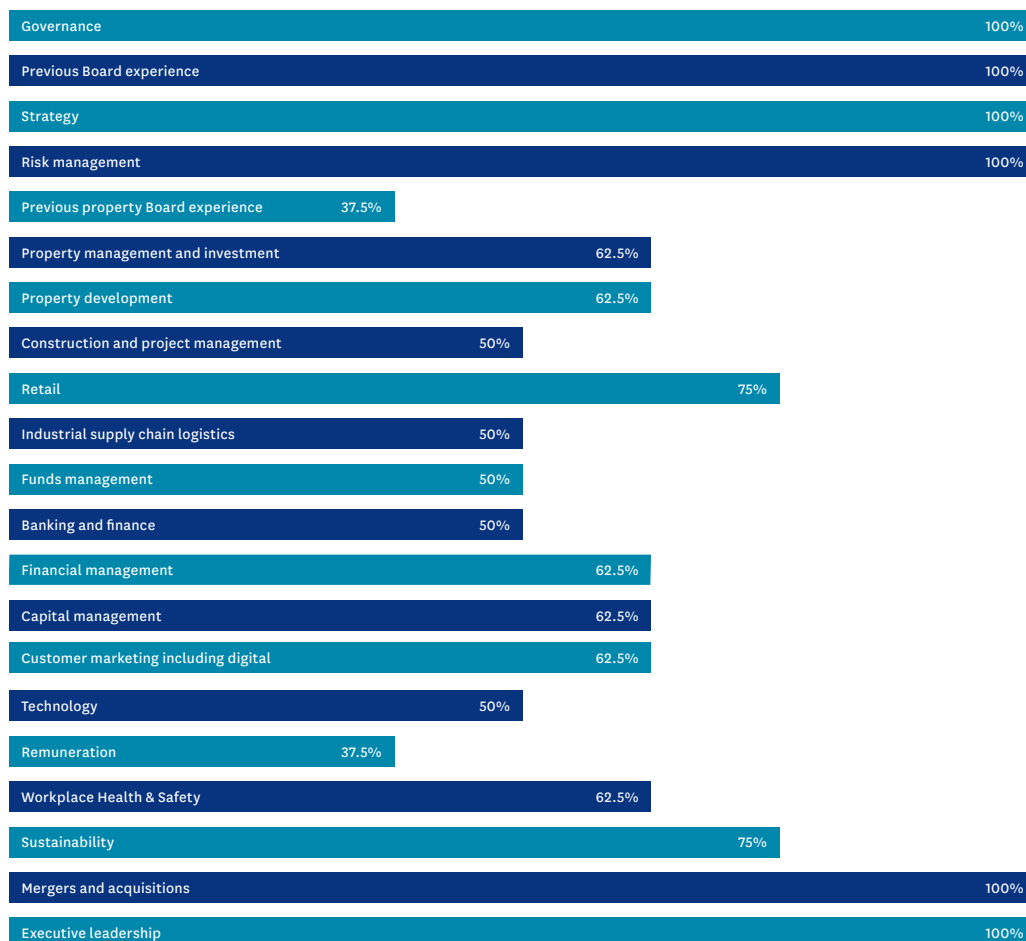 Governance 100%
Previous Board experience 100%
Strategy 100%
Risk management 100%
Previous property Board experience 37.5%
Property management and investment 62.5%
Property development 62.5%
Construction and project management 50%
Retail 75%
Industrial supply chain logistics 50%
Funds management 50%
Banking and finance 50%
Financial management 62.5%
Capital management 62.5%
Customer marketing including digital 62.5%
Technology 50%
Remuneration 37.5%
Workplace Health & Safety 62.5%
Sustainability 75%
Mergers and acquisitions 100%
Executive leadership 100%